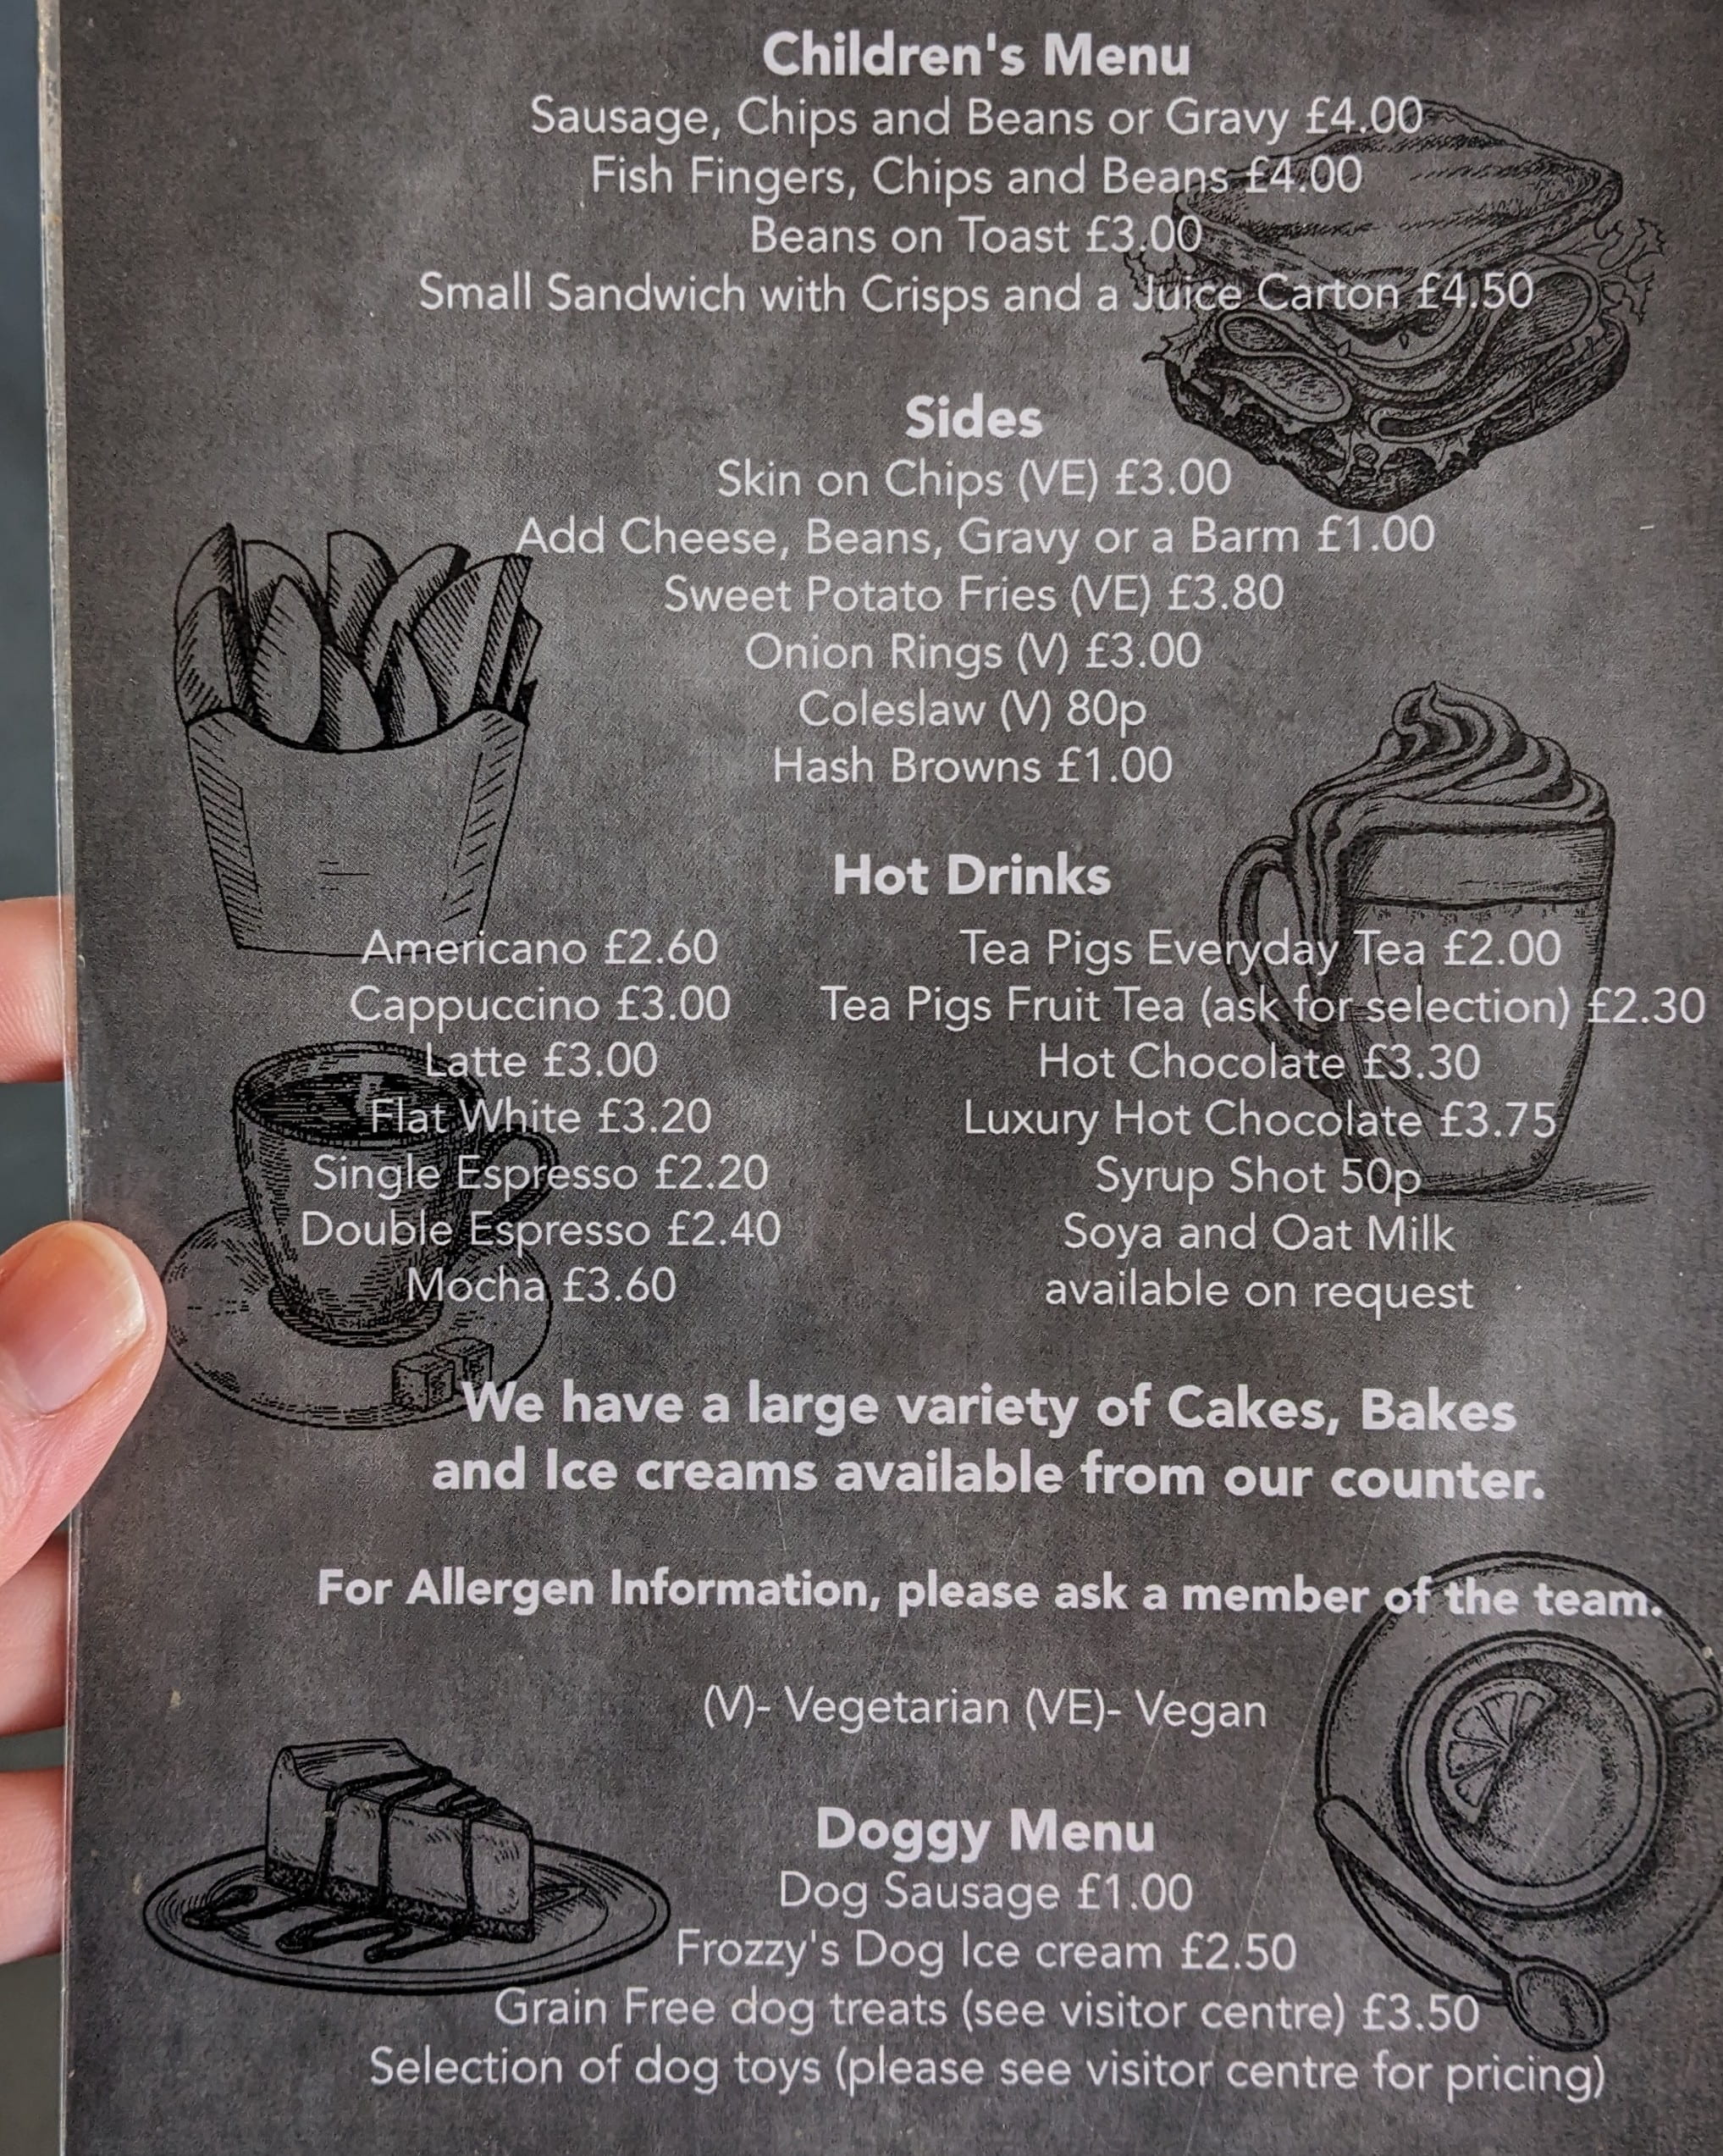 Children's Menu
Sausage, Chips and Beans or Gravy £4.00
Fish Fingers, Chips and Beans £4.00
Beans on Toast £3.00
Small Sandwich with Crisps and a Juice Carton £4.50
Sides
Skin on Chips (VE) £3.00
Add Cheese, Beans, Gravy or a Barm £1.00
Sweet Potato Fries (VE) £3.80
Onion Rings (V) £3.00
Coleslaw (V) 80p
Hash Browns £1.00
Hot Drinks
Americano £2.60
Cappuccino £3.00
Latte £3.00
Flat White £3.20
Single Espresso £2.20
Double Espresso £2.40
Mocha £3.60
Tea Pigs Everyday Tea £2.00
Tea Pigs Fruit Tea (ask for selection) £2.30
Hot Chocolate £3.30
Luxury Hot Chocolate £3.75
Syrup Shot 50p
Soya and Oat Milk
available on request
We have a large variety of Cakes, Bakes
and Ice creams available from our counter.
For Allergen Information, please ask a member of the team.
(V)- Vegetarian (VE)- Vegan
Doggy Menu
Dog Sausage £1.00
Frozzy's Dog Ice cream £2.50
Grain Free dog treats (see visitor centre) £3.50
Selection of dog toys (please see visitor centre for pricing)